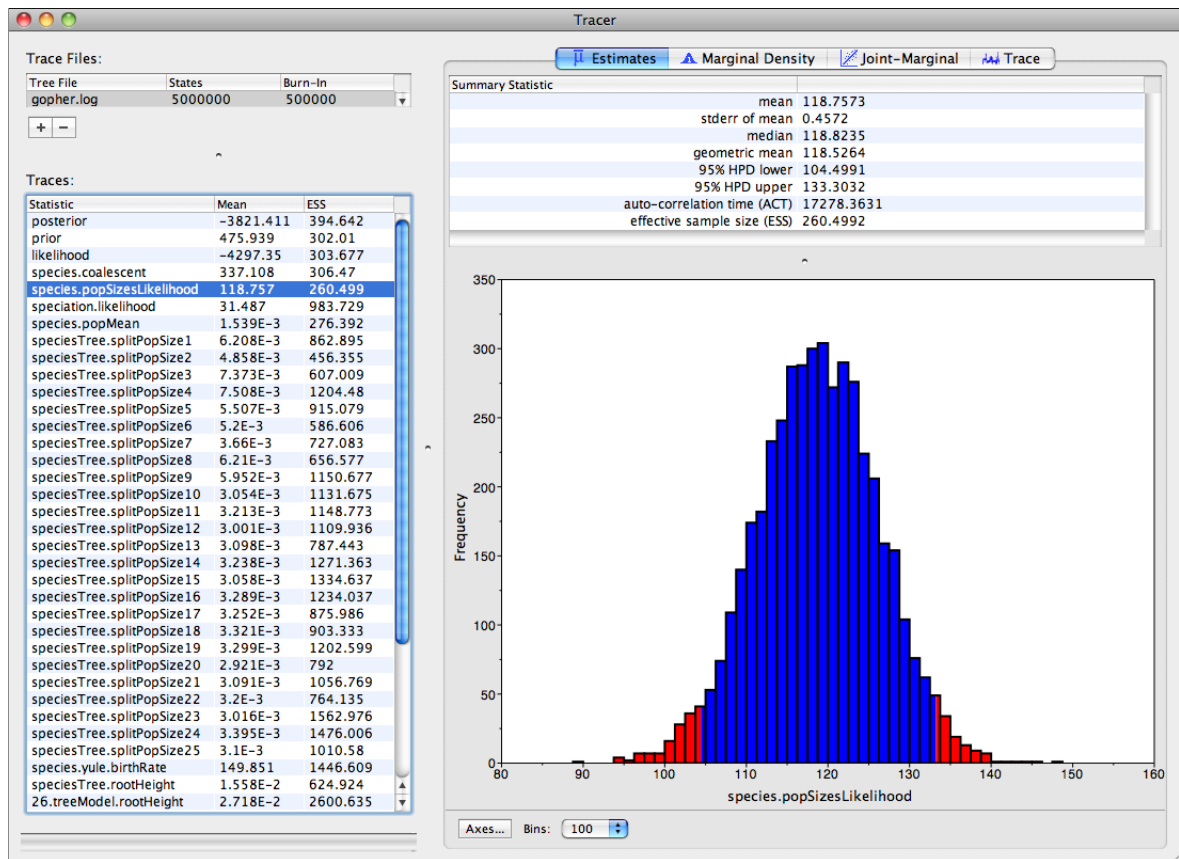 Tracer
Trace Files:
Tree File States Burn-In
gopher.log 5000000 500000
+ −
Traces:
Statistic Mean ESS
posterior −3821.411 394.642
prior 475.939 302.01
likelihood −4297.35 303.677
species.coalescent 337.108 306.47
species.popSizesLikelihood 118.757 260.499
speciation.likelihood 31.487 983.729
species.popMean 1.539E-3 276.392
speciesTree.splitPopSize1 6.208E-3 862.895
speciesTree.splitPopSize2 4.858E-3 456.355
speciesTree.splitPopSize3 7.373E-3 607.009
speciesTree.splitPopSize4 7.508E-3 1204.48
speciesTree.splitPopSize5 5.507E-3 915.079
speciesTree.splitPopSize6 5.2E-3 586.606
speciesTree.splitPopSize7 3.66E-3 727.083
speciesTree.splitPopSize8 6.21E-3 656.577
speciesTree.splitPopSize9 5.952E-3 1150.677
speciesTree.splitPopSize10 3.054E-3 1131.675
speciesTree.splitPopSize11 3.213E-3 1148.773
speciesTree.splitPopSize12 3.001E-3 1109.936
speciesTree.splitPopSize13 3.098E-3 787.443
speciesTree.splitPopSize14 3.238E-3 1271.363
speciesTree.splitPopSize15 3.058E-3 1334.637
speciesTree.splitPopSize16 3.289E-3 1234.037
speciesTree.splitPopSize17 3.252E-3 875.986
speciesTree.splitPopSize18 3.321E-3 903.333
speciesTree.splitPopSize19 3.299E-3 1202.599
speciesTree.splitPopSize20 2.921E-3 792
speciesTree.splitPopSize21 3.091E-3 1056.769
speciesTree.splitPopSize22 3.2E-3 764.135
speciesTree.splitPopSize23 3.016E-3 1562.976
speciesTree.splitPopSize24 3.395E-3 1476.006
speciesTree.splitPopSize25 3.1E-3 1010.58
species.yule.birthRate 149.851 1446.609
speciesTree.rootHeight 1.558E-2 624.924
26.treeModel.rootHeight 2.718E-2 2600.635
μ Estimates Marginal Density Joint-Marginal Trace
Summary Statistic
mean 118.7573
stderr of mean 0.4572
median 118.8235
geometric mean 118.5264
95% HPD lower 104.4991
95% HPD upper 133.3032
auto-correlation time (ACT) 17278.3631
effective sample size (ESS) 260.4992
350
300
250
200
150
100
50
0
Frequency
80 90 100 110 120 130 140 150 160
species.popSizesLikelihood
Axes... Bins: 100